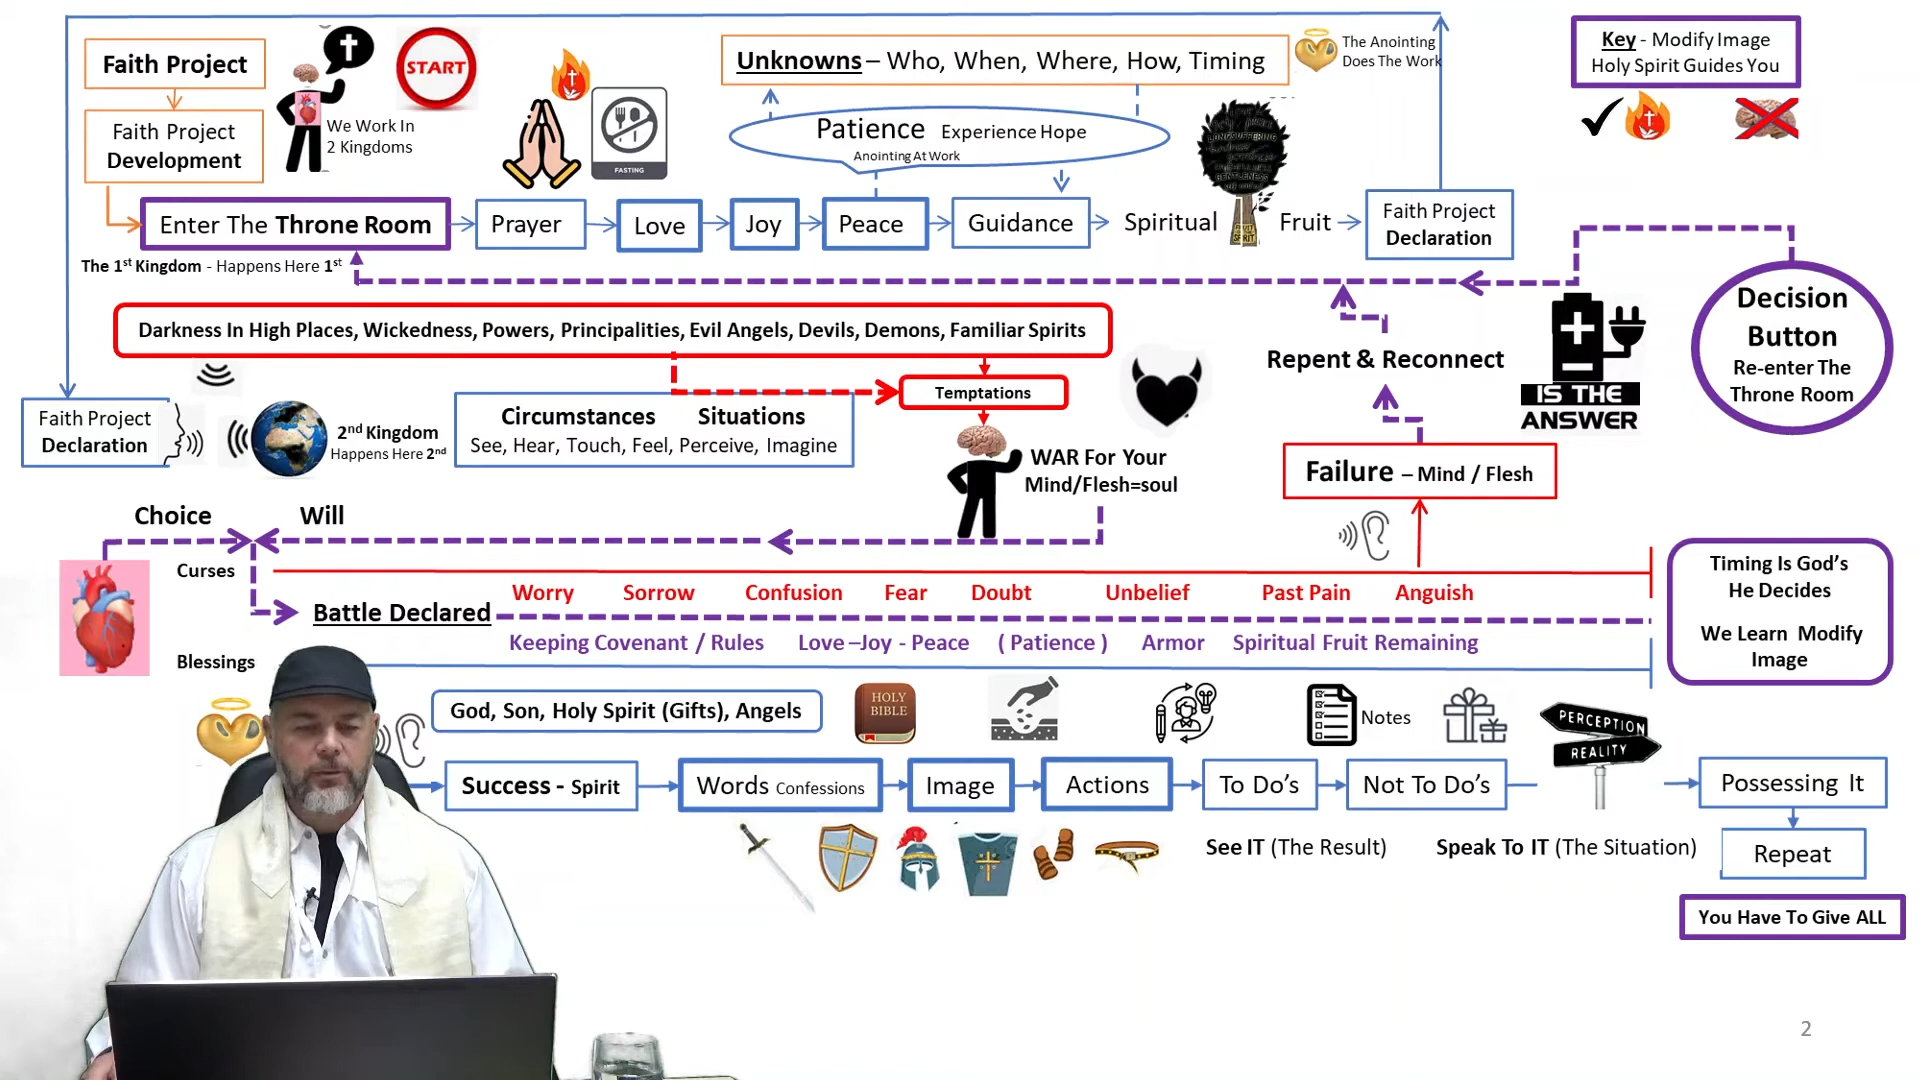 Faith Project
Faith Project
Development
START
We Work In
2 Kingdoms
FASTING
Unknowns – Who, When, Where, How, Timing
The Anointing
Does The Work
Key - Modify Image
Holy Spirit Guides You
Patience Experience Hope
Anointing At Work
LONGSUFFERING
GENTLENESS
Enter The Throne Room
Prayer
Love
Joy
Peace
Guidance
Spiritual
Fruit
SPIRIT
Faith Project
Declaration
The 1st Kingdom - Happens Here 1st
Darkness In High Places, Wickedness, Powers, Principalities, Evil Angels, Devils, Demons, Familiar Spirits
Temptations
Repent & Reconnect
IS THE
ANSWER
Decision
Button
Re-enter The
Throne Room
Faith Project
Declaration
2nd Kingdom
Happens Here 2nd
Circumstances Situations
See, Hear, Touch, Feel, Perceive, Imagine
WAR For Your
Mind/Flesh=soul
Failure – Mind / Flesh
Choice
Will
Curses
Worry Sorrow Confusion Fear Doubt Unbelief Past Pain Anguish
Battle Declared
Keeping Covenant / Rules Love –Joy - Peace ( Patience ) Armor Spiritual Fruit Remaining
Blessings
Timing Is God's
He Decides
We Learn Modify
Image
God, Son, Holy Spirit (Gifts), Angels
HOLY
BIBLE
Notes
PERCEPTION
REALITY
Success - Spirit
Words Confessions
Image
Actions
To Do's
Not To Do's
Possessing It
See IT (The Result)
Speak To IT (The Situation)
Repeat
You Have To Give ALL
2